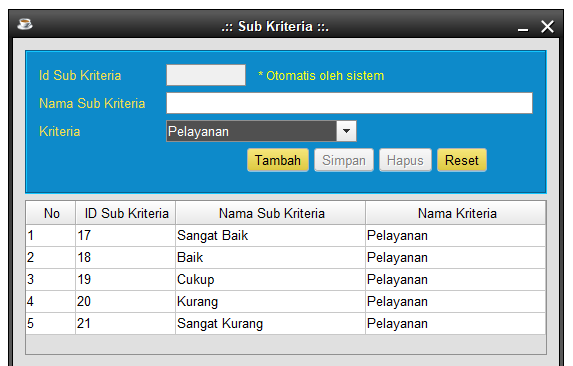 .:: Sub Kriteria ::.
Id Sub Kriteria * Otomatis oleh sistem
Nama Sub Kriteria
Kriteria Pelayanan
Tambah Simpan Hapus Reset
No ID Sub Kriteria Nama Sub Kriteria Nama Kriteria
1 17 Sangat Baik Pelayanan
2 18 Baik Pelayanan
3 19 Cukup Pelayanan
4 20 Kurang Pelayanan
5 21 Sangat Kurang Pelayanan